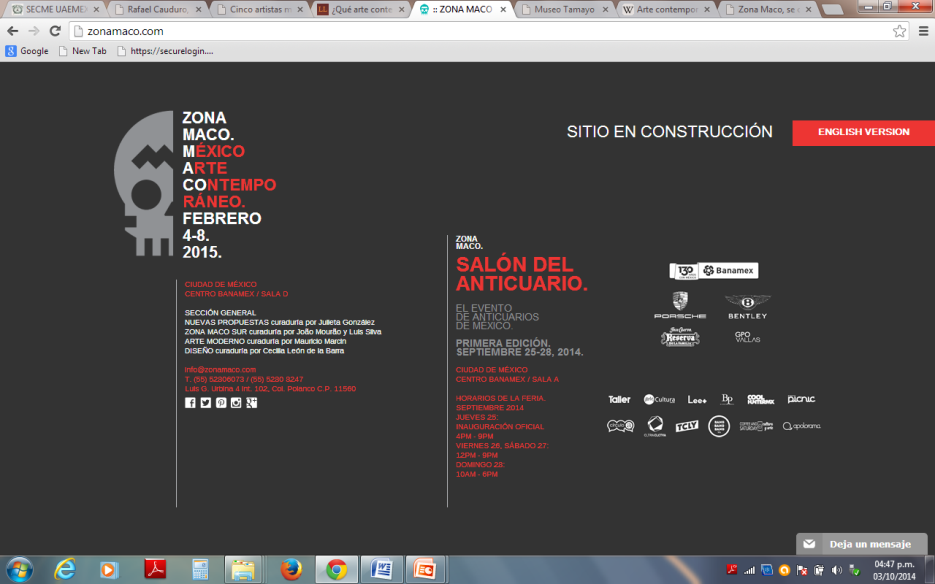 SECME UAEMEX
Rafael Cauduro,
Cinco artistas m
¿Qué arte conte
:: ZONA MACO
Museo Tamayo
Arte contempor
Zona Maco, se c
zonamaco.com
Google
New Tab
https://securelogin....
ZONA
MACO.
MÉXICO
ARTE
CONTEMPO
RÁNEO.
FEBRERO
4-8.
2015.
SITIO EN CONSTRUCCIÓN
ENGLISH VERSION
CIUDAD DE MÉXICO
CENTRO BANAMEX / SALA D
SECCIÓN GENERAL
NUEVAS PROPUESTAS curaduría por Julieta González
ZONA MACO SUR curaduría por João Mourão y Luis Silva
ARTE MODERNO curaduría por Mauricio Marcin
DISEÑO curaduría por Cecilia León de la Barra
info@zonamaco.com
T. (55) 52806073 / (55) 5280 8247
Luis G. Urbina 4 int. 102, Col. Polanco C.P. 11560
ZONA
MACO.
SALÓN DEL
ANTICUARIO.
EL EVENTO
DE ANTICUARIOS
DE MÉXICO.
PRIMERA EDICIÓN.
SEPTIEMBRE 25-28, 2014.
CIUDAD DE MÉXICO
CENTRO BANAMEX / SALA A
HORARIOS DE LA FERIA.
SEPTIEMBRE 2014
JUEVES 25:
INAUGURACIÓN OFICIAL
4PM - 9PM
VIERNES 26, SÁBADO 27:
12PM - 9PM
DOMINGO 28:
10AM - 6PM
130 Banamex
PORSCHE
BENTLEY
Reserva
GPO
VALLAS
Taller
Cultura
Lee+
Bp
COOL
PICNIC
TCLY
apolorama
Deja un mensaje
04:47 p.m.
03/10/2014